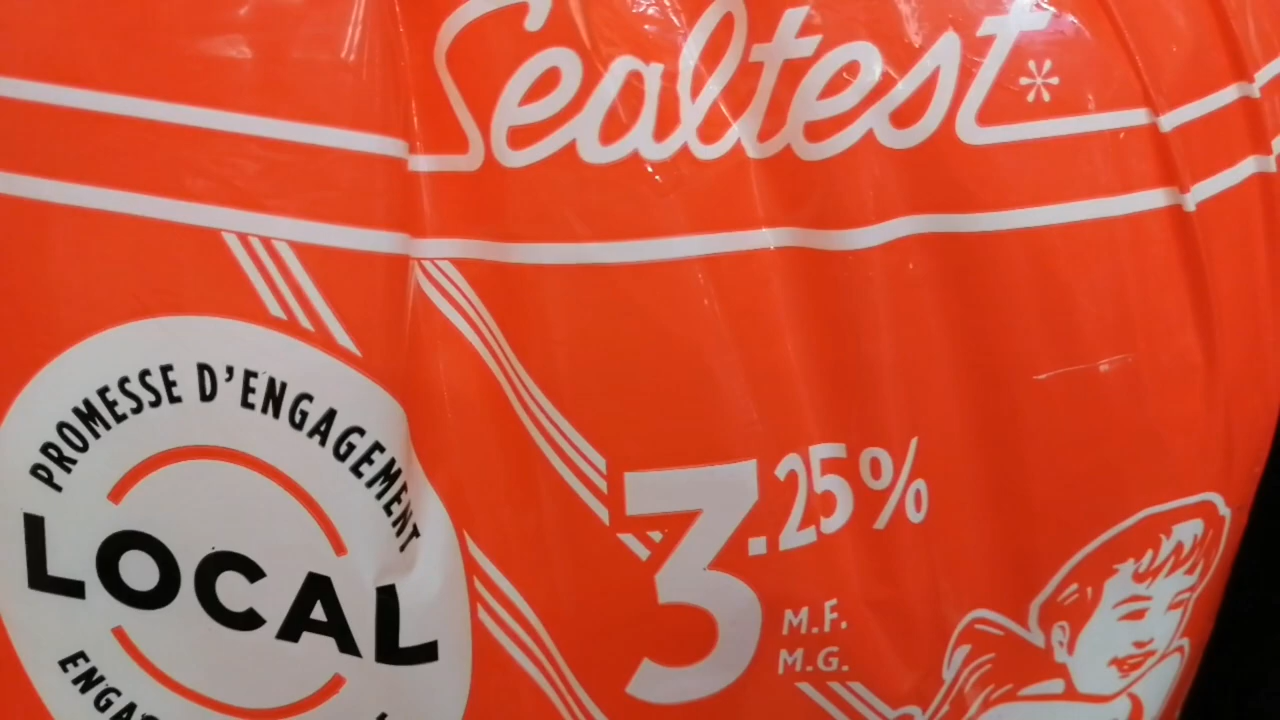 Sealtest*
PROMESSE D'ENGAGEMENT
LOCAL
3.25%
M.F.
M.G.